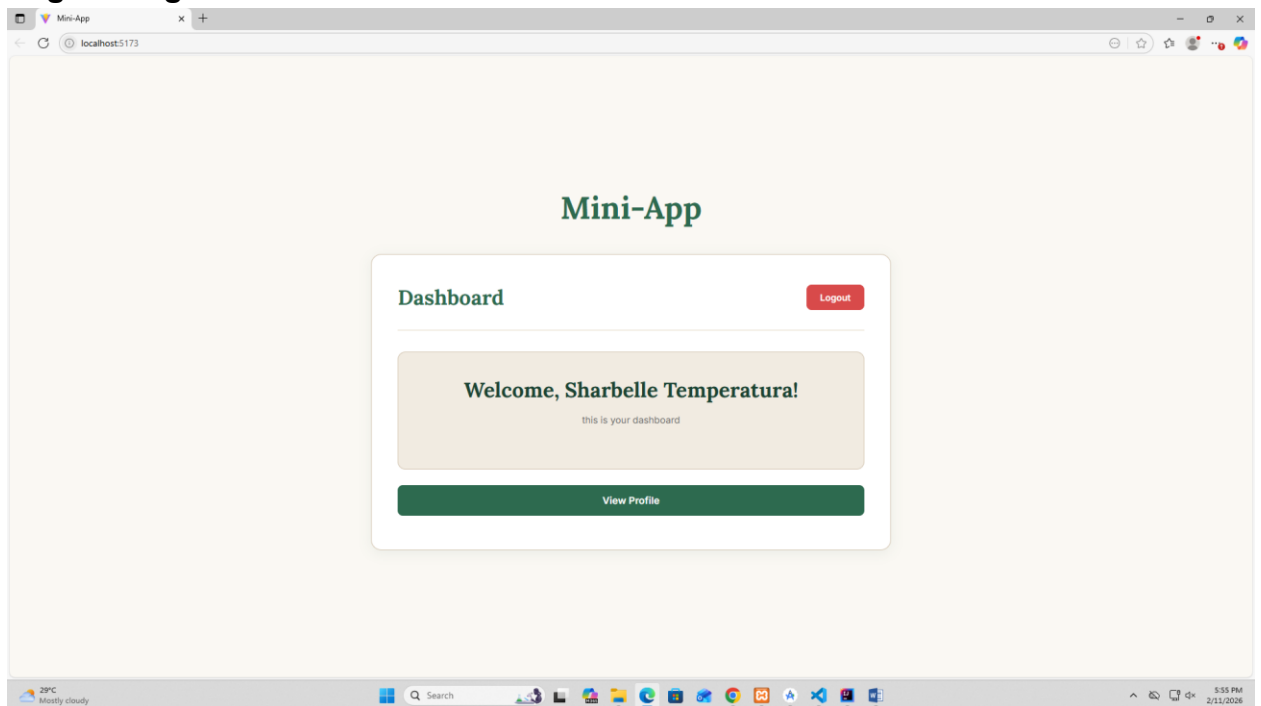 Mini-App
localhost:5173
Mini-App
Dashboard
Logout
Welcome, Sharbelle Temperatura!
this is your dashboard
View Profile
29°C
Mostly cloudy
Search
5:55 PM
2/11/2026